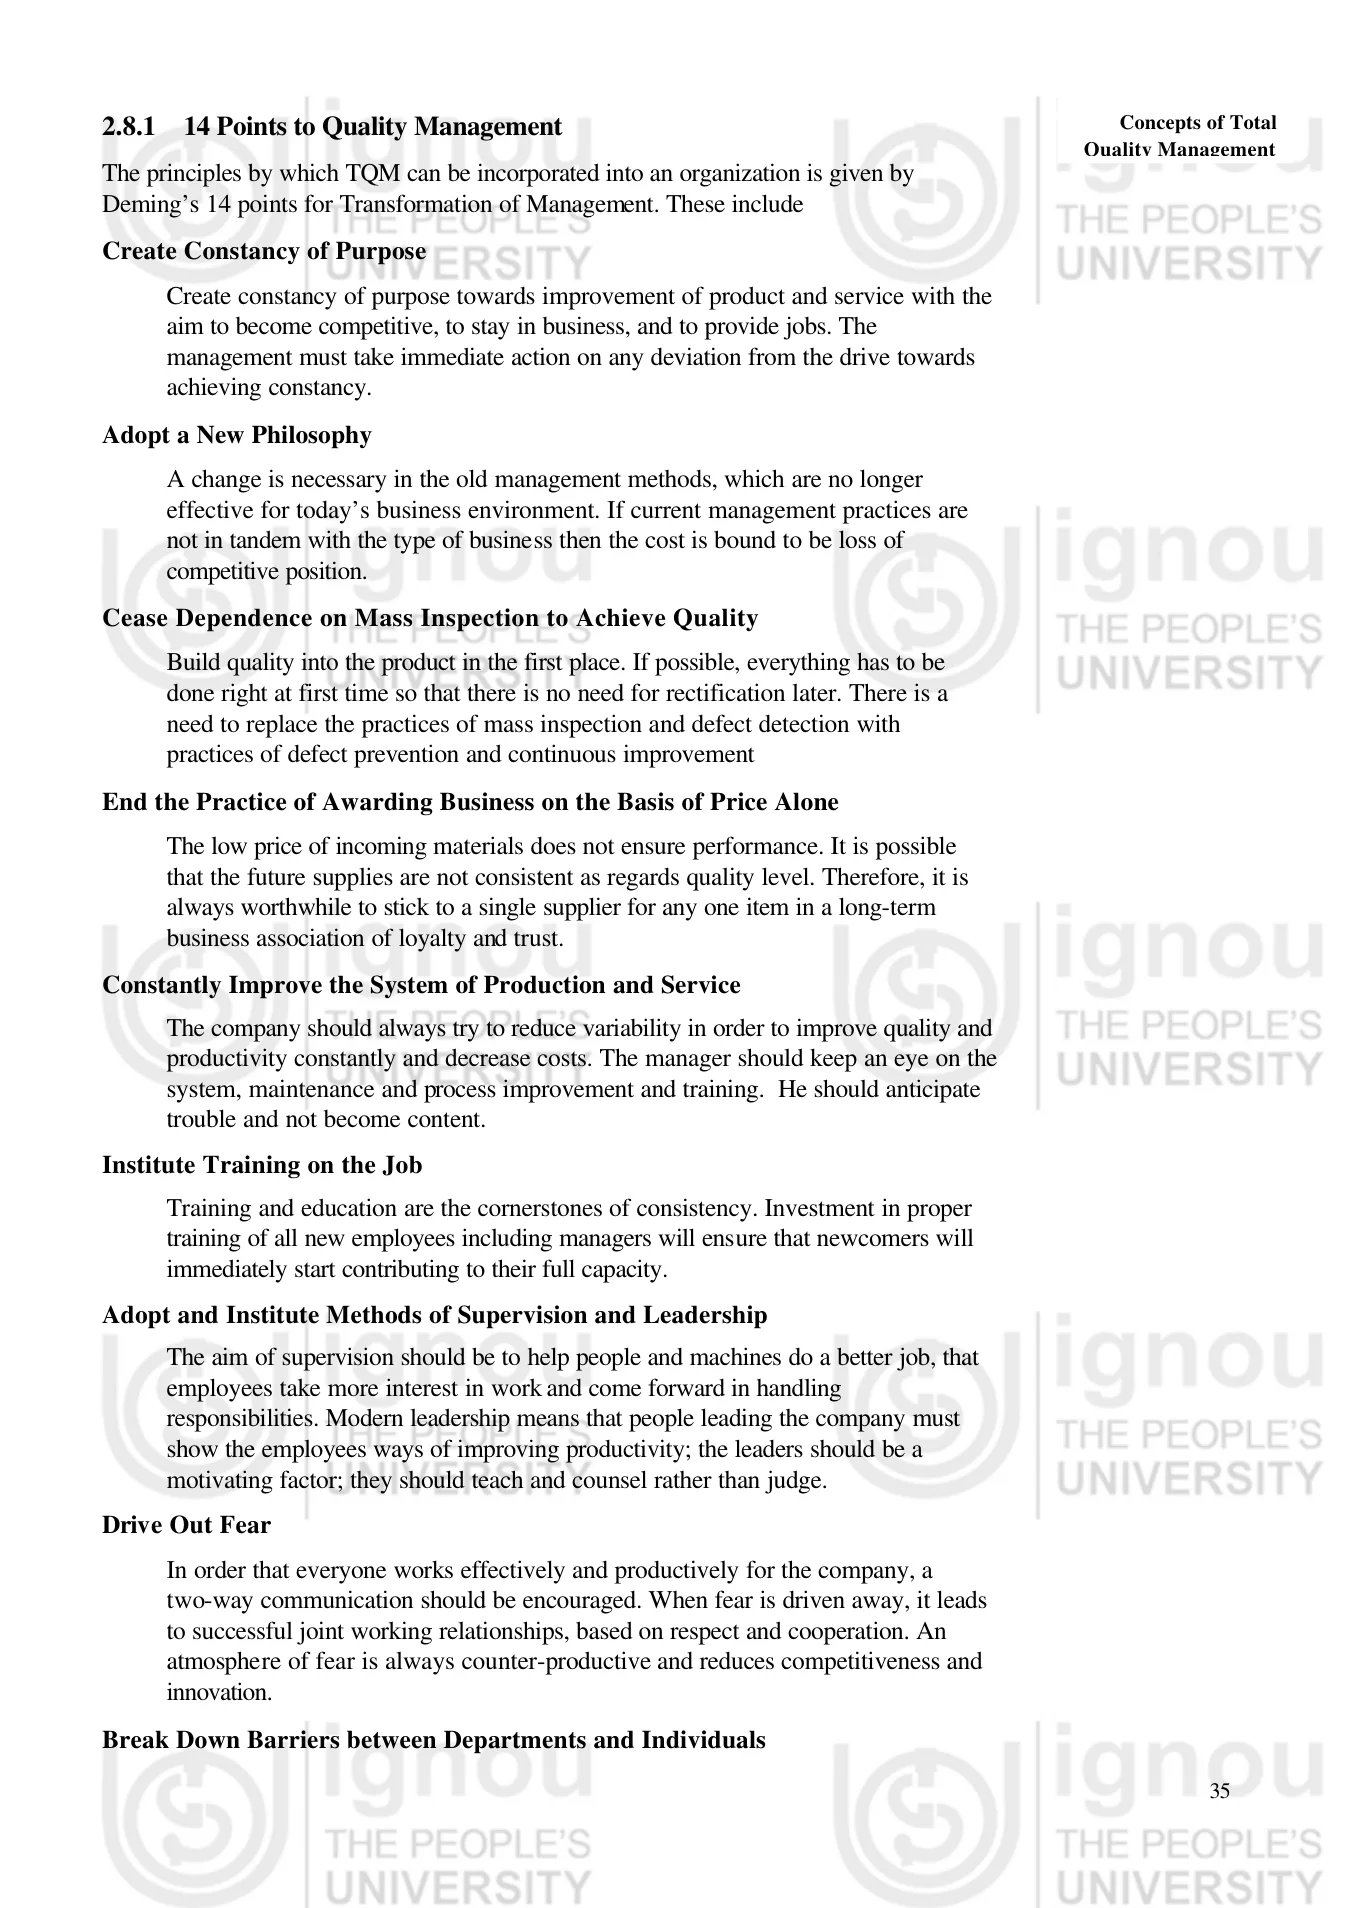 2.8.1 14 Points to Quality Management
Concepts of Total
Quality Management
The principles by which TQM can be incorporated into an organization is given by
Deming’s 14 points for Transformation of Management. These include
Create Constancy of Purpose
Create constancy of purpose towards improvement of product and service with the
aim to become competitive, to stay in business, and to provide jobs. The
management must take immediate action on any deviation from the drive towards
achieving constancy.
Adopt a New Philosophy
A change is necessary in the old management methods, which are no longer
effective for today’s business environment. If current management practices are
not in tandem with the type of business then the cost is bound to be loss of
competitive position.
Cease Dependence on Mass Inspection to Achieve Quality
Build quality into the product in the first place. If possible, everything has to be
done right at first time so that there is no need for rectification later. There is a
need to replace the practices of mass inspection and defect detection with
practices of defect prevention and continuous improvement
End the Practice of Awarding Business on the Basis of Price Alone
The low price of incoming materials does not ensure performance. It is possible
that the future supplies are not consistent as regards quality level. Therefore, it is
always worthwhile to stick to a single supplier for any one item in a long-term
business association of loyalty and trust.
Constantly Improve the System of Production and Service
The company should always try to reduce variability in order to improve quality and
productivity constantly and decrease costs. The manager should keep an eye on the
system, maintenance and process improvement and training.  He should anticipate
trouble and not become content.
Institute Training on the Job
Training and education are the cornerstones of consistency. Investment in proper
training of all new employees including managers will ensure that newcomers will
immediately start contributing to their full capacity.
Adopt and Institute Methods of Supervision and Leadership
The aim of supervision should be to help people and machines do a better job, that
employees take more interest in work and come forward in handling
responsibilities. Modern leadership means that people leading the company must
show the employees ways of improving productivity; the leaders should be a
motivating factor; they should teach and counsel rather than judge.
Drive Out Fear
In order that everyone works effectively and productively for the company, a
two-way communication should be encouraged. When fear is driven away, it leads
to successful joint working relationships, based on respect and cooperation. An
atmosphere of fear is always counter-productive and reduces competitiveness and
innovation.
Break Down Barriers between Departments and Individuals
35
ignou
THE PEOPLE’S
UNIVERSITY